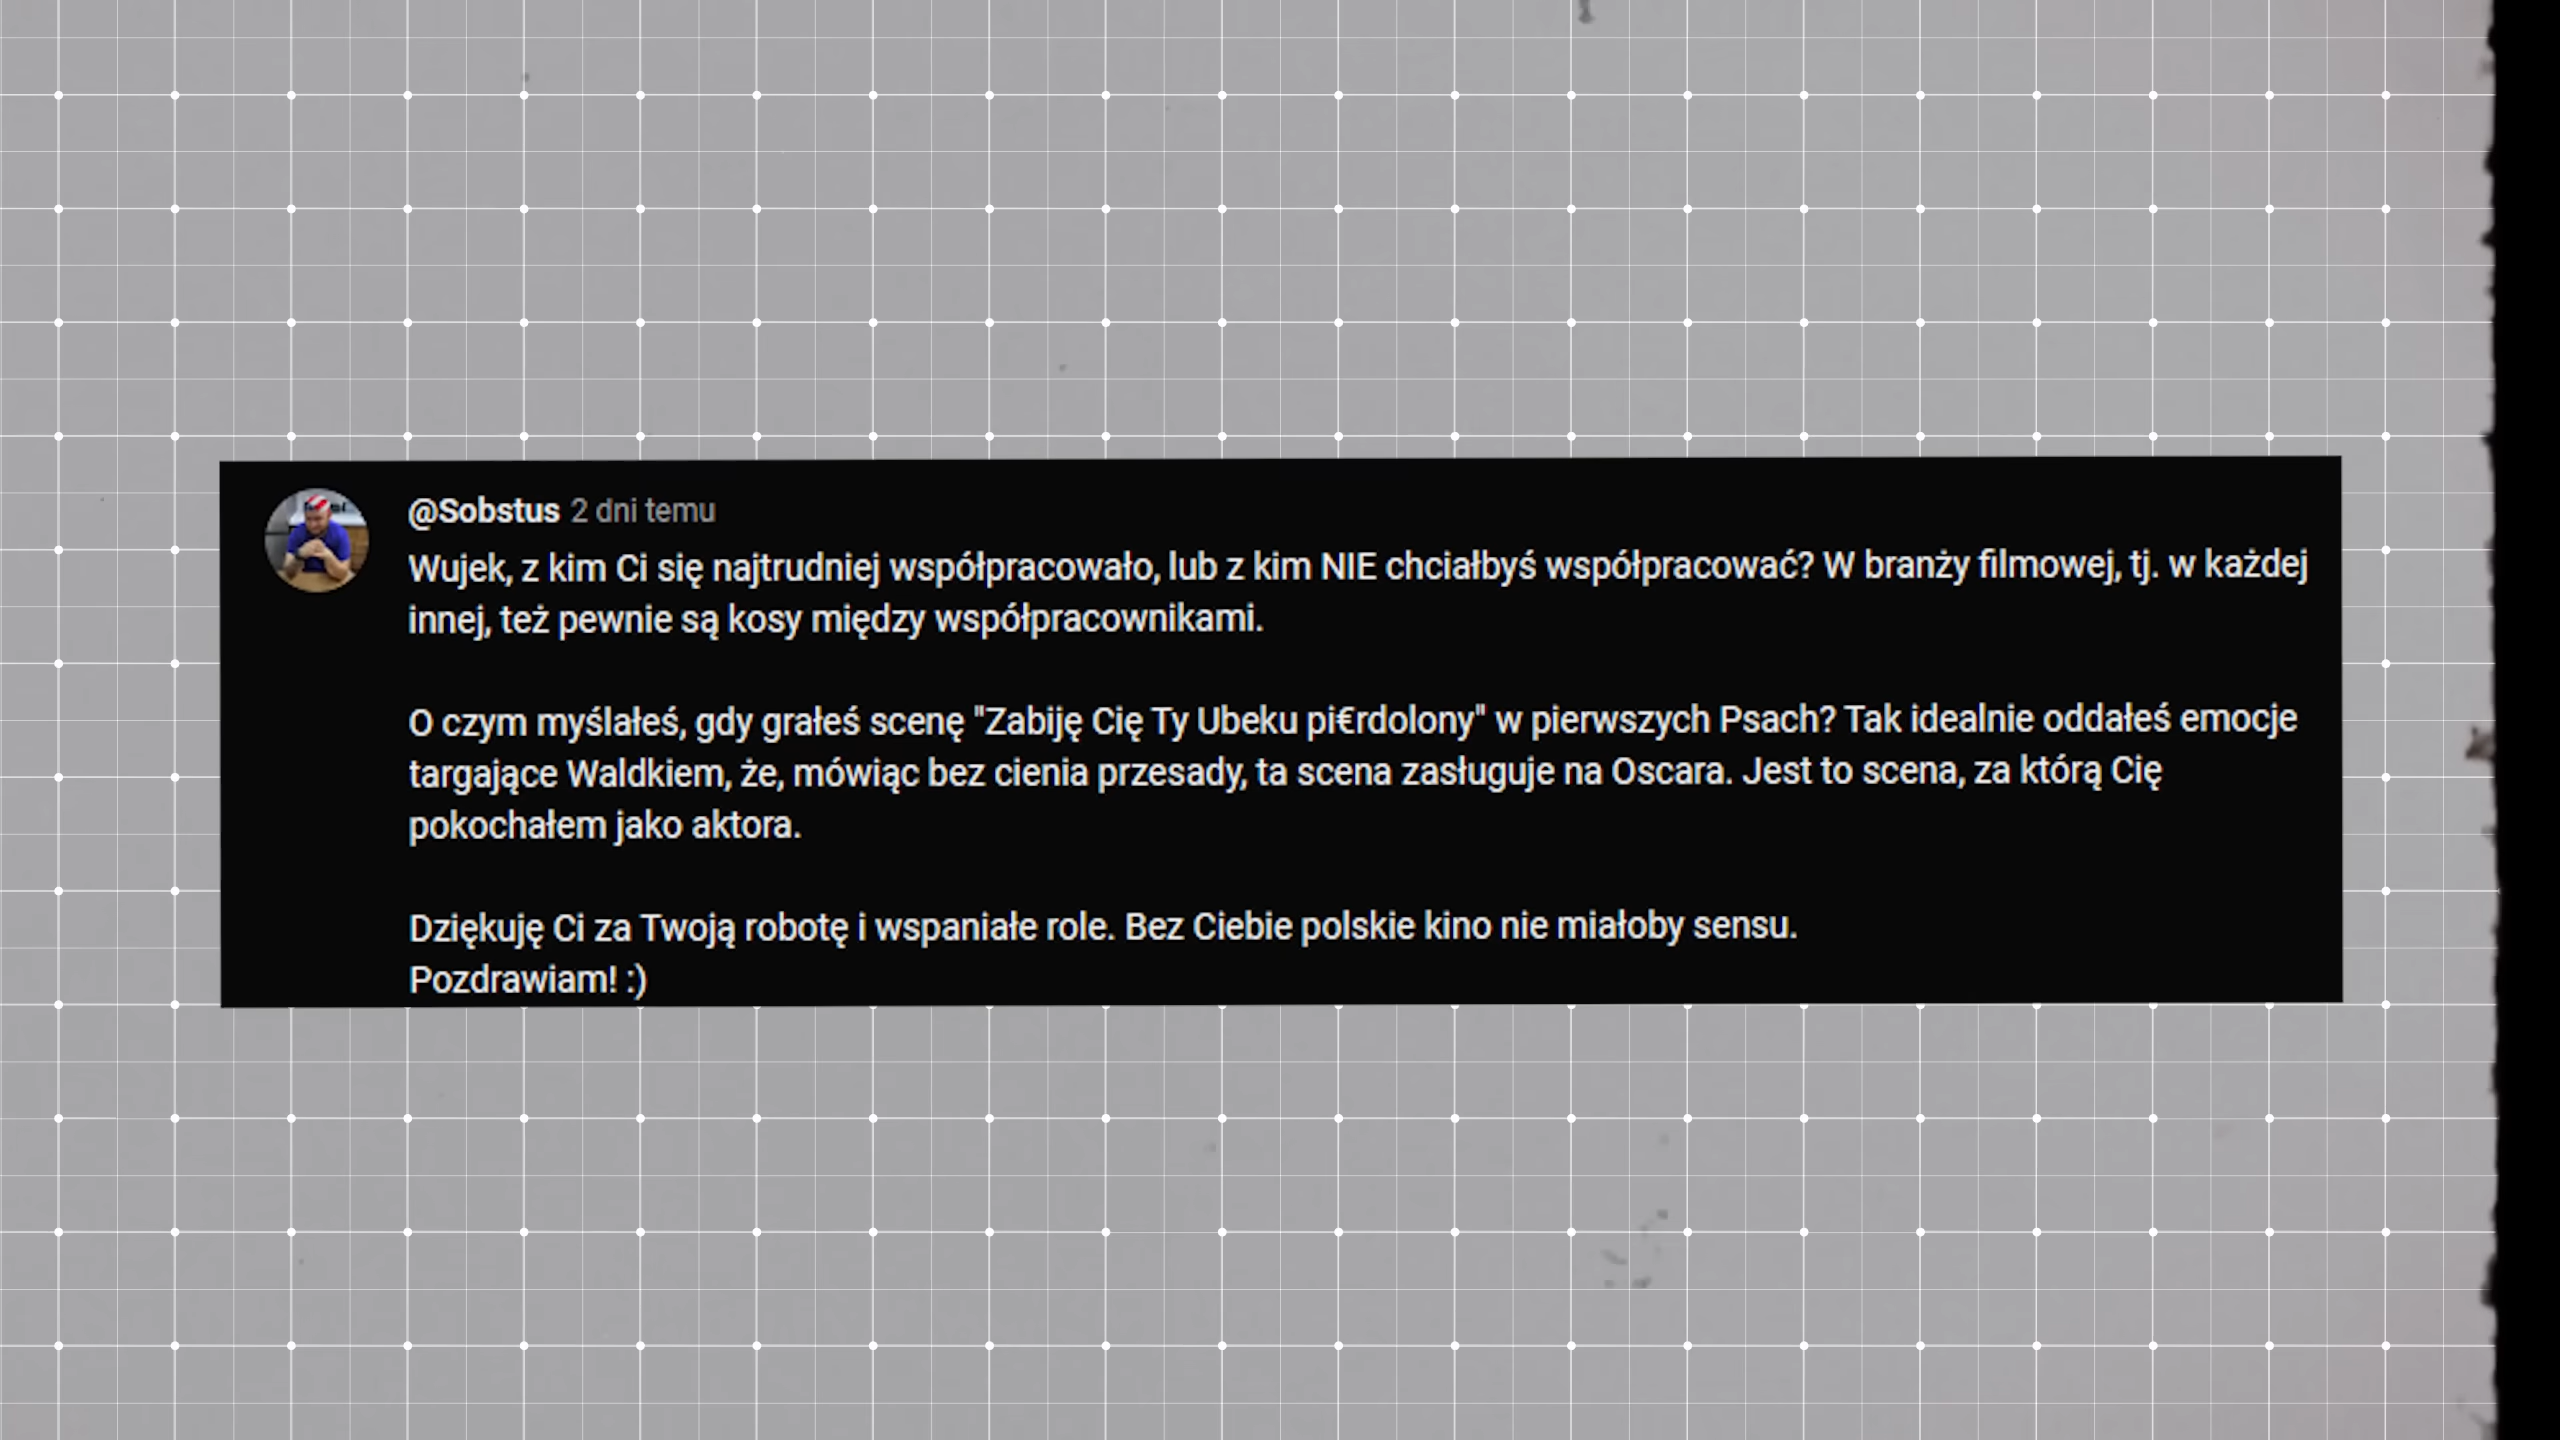 @Sobstus 2 dni temu
Wujek, z kim Ci się najtrudniej współpracowało, lub z kim NIE chciałbyś współpracować? W branży filmowej, tj. w każdej
innej, też pewnie są kosy między współpracownikami.
O czym myślałeś, gdy grałeś scenę "Zabiję Cię Ty Ubeku pi€rdolony" w pierwszych Psach? Tak idealnie oddałeś emocje
targające Waldkiem, że, mówiąc bez cienia przesady, ta scena zasługuje na Oscara. Jest to scena, za którą Cię
pokochałem jako aktora.
Dziękuję Ci za Twoją robotę i wspaniałe role. Bez Ciebie polskie kino nie miałoby sensu.
Pozdrawiam! :)